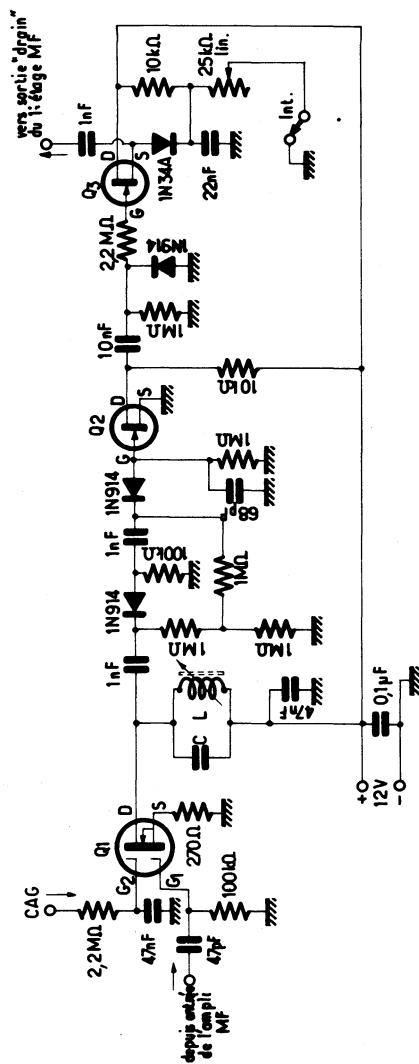 CAG
2,2MΩ
depuis entrée
de l'ampli
MF
47pF
47nF
100kΩ
G2
G1
Q1
D
S
270Ω
C
L
47nF
+
12V
-
0,1µF
1nF
1MΩ
1MΩ
1N914
100kΩ
1nF
1MΩ
1N914
68pF
1MΩ
G
Q2
D
S
10kΩ
10nF
1MΩ
1N914
2,2MΩ
G
Q3
D
S
vers sortie "drain"
du 1: étage MF
1nF
1N34A
22nF
10kΩ
25kΩ
lin.
Int.